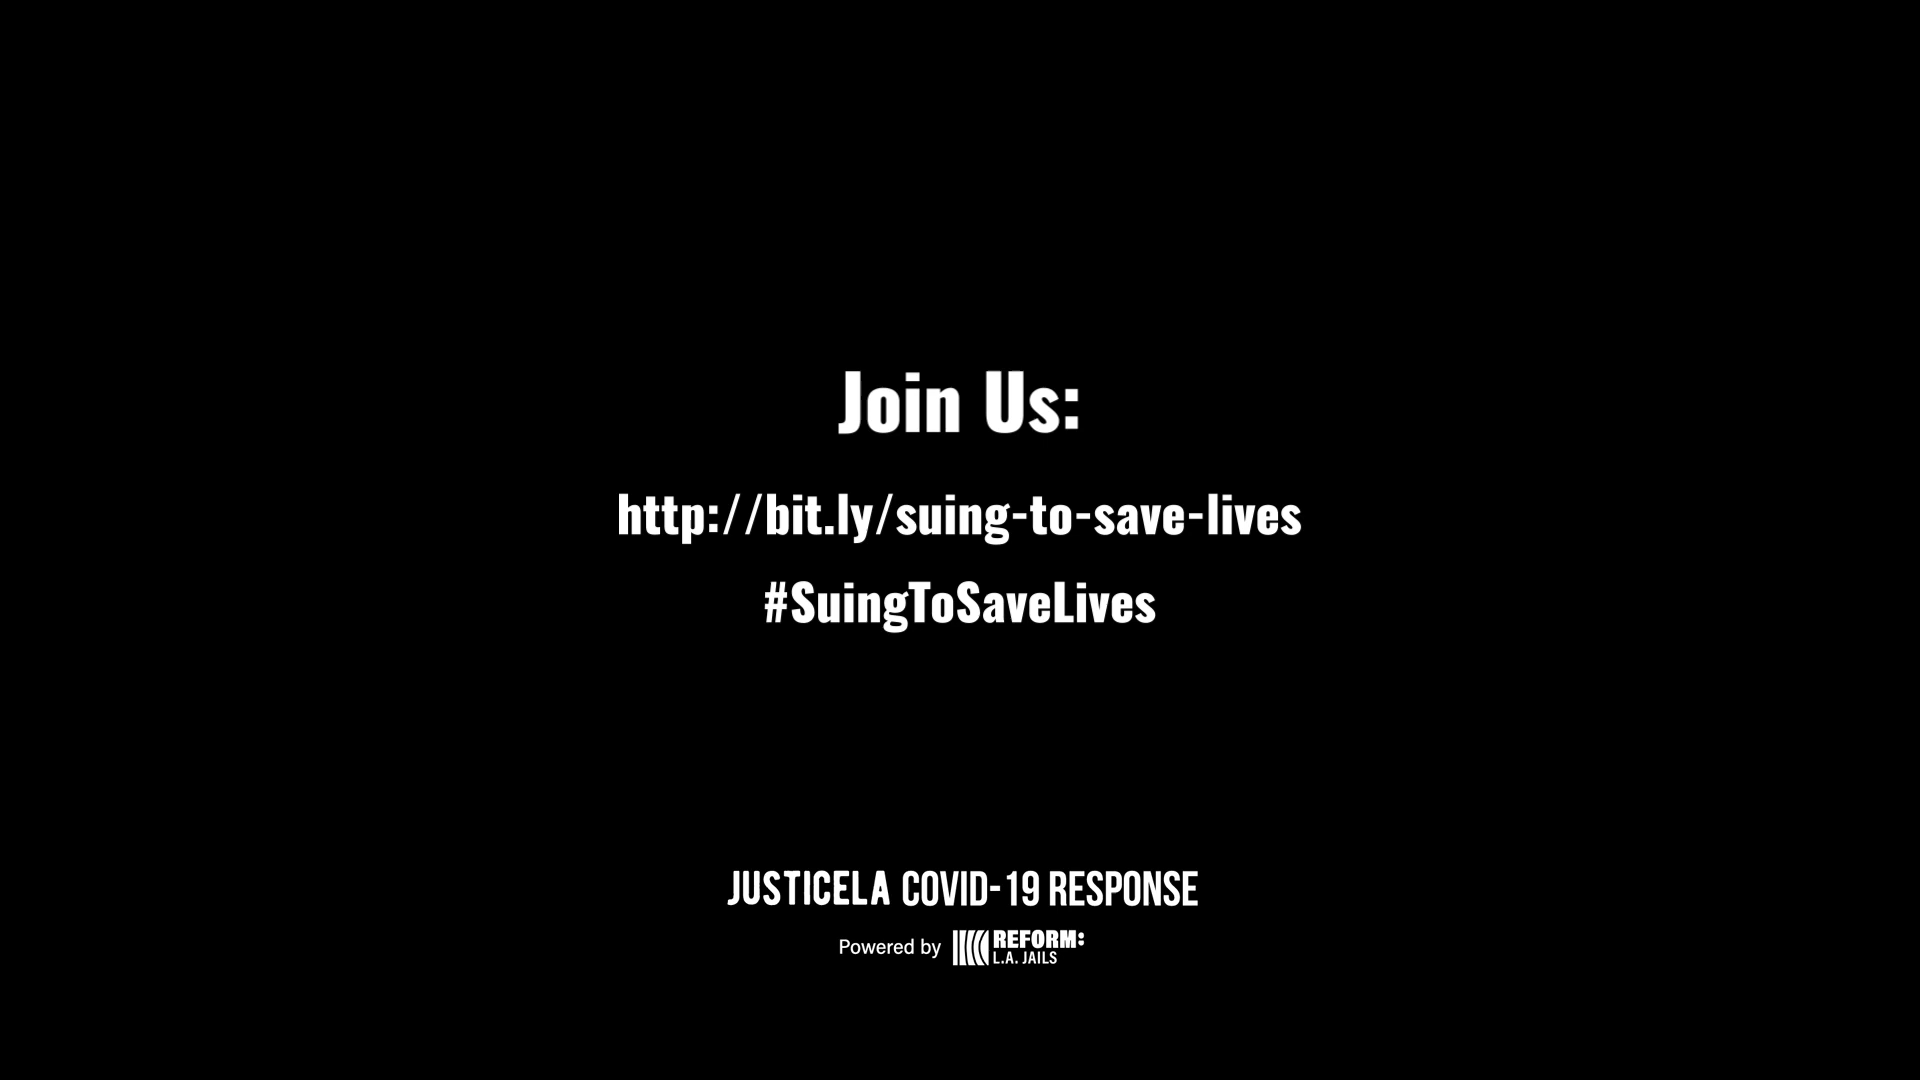 Join Us:
http://bit.ly/suing-to-save-lives
#SuingToSaveLives
JUSTICELA COVID-19 RESPONSE
Powered by REFORM:
L.A. JAILS